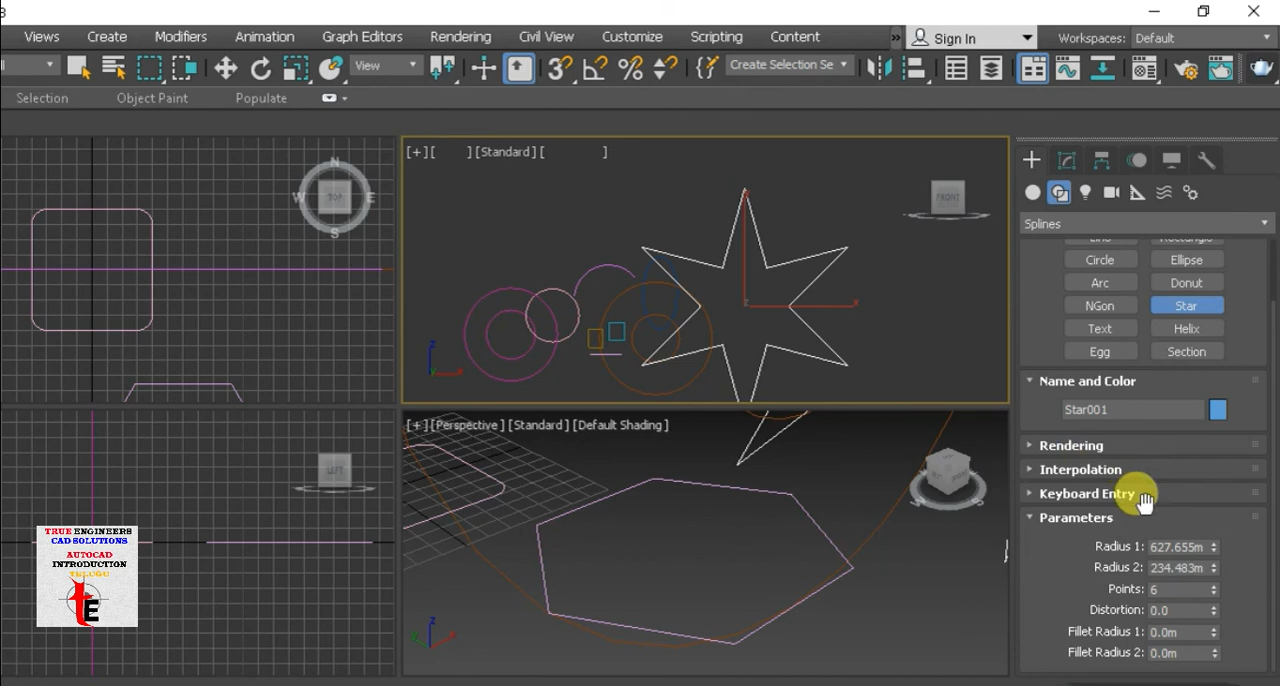 Views Create Modifiers Animation Graph Editors Rendering Civil View Customize Scripting Content » Sign In Workspaces: Default
View Create Selection Se
Selection Object Paint Populate
[+][ ][Standard][ ]
N
W TOP E
S
FRONT
z x
z
[+][Perspective][Standard][Default Shading]
LEFT
z
TRUE ENGINEERS
CAD SOLUTIONS
AUTOCAD
INTRODUCTION
TELUGU
tE
Splines
Circle Ellipse
Arc Donut
NGon Star
Text Helix
Egg Section
Name and Color
Star001
Rendering
Interpolation
Keyboard Entry
Parameters
Radius 1: 627.655m
Radius 2: 234.483m
Points: 6
Distortion: 0.0
Fillet Radius 1: 0.0m
Fillet Radius 2: 0.0m